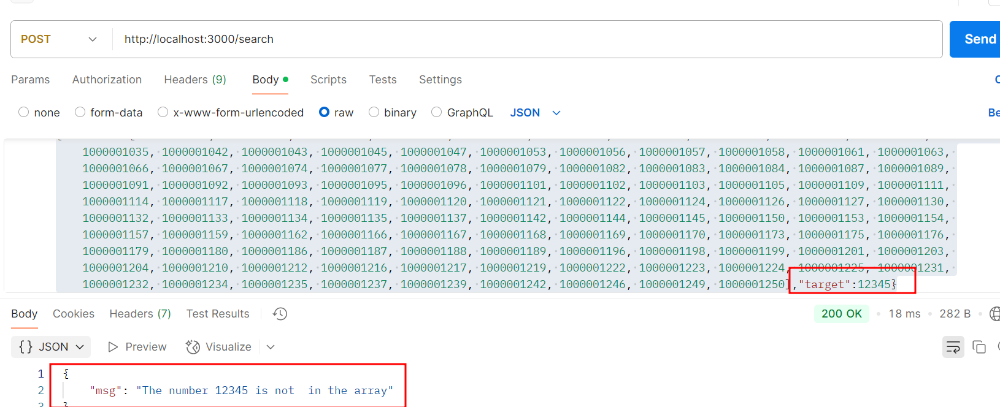 POST http://localhost:3000/search Send
Params Authorization Headers (9) Body Scripts Tests Settings
none form-data x-www-form-urlencoded raw binary GraphQL JSON Be
1000001035, 1000001042, 1000001043, 1000001045, 1000001047, 1000001053, 1000001056, 1000001057, 1000001058, 1000001061, 1000001063,
1000001066, 1000001067, 1000001074, 1000001077, 1000001078, 1000001079, 1000001082, 1000001083, 1000001084, 1000001087, 1000001089,
1000001091, 1000001092, 1000001093, 1000001095, 1000001096, 1000001101, 1000001102, 1000001103, 1000001105, 1000001109, 1000001111,
1000001114, 1000001117, 1000001118, 1000001119, 1000001120, 1000001121, 1000001122, 1000001124, 1000001126, 1000001127, 1000001130,
1000001132, 1000001133, 1000001134, 1000001135, 1000001137, 1000001142, 1000001144, 1000001145, 1000001150, 1000001153, 1000001154,
1000001157, 1000001159, 1000001162, 1000001166, 1000001167, 1000001168, 1000001169, 1000001170, 1000001173, 1000001175, 1000001176,
1000001179, 1000001180, 1000001186, 1000001187, 1000001188, 1000001189, 1000001196, 1000001198, 1000001199, 1000001201, 1000001203,
1000001204, 1000001210, 1000001212, 1000001216, 1000001217, 1000001219, 1000001222, 1000001223, 1000001224, 1000001225, 1000001231,
1000001232, 1000001234, 1000001235, 1000001237, 1000001239, 1000001242, 1000001246, 1000001249, 1000001250],"target":12345}
Body Cookies Headers (7) Test Results 200 OK • 18 ms • 282 B •
{} JSON Preview Visualize
1 {
2 "msg": "The number 12345 is not  in the array"
3 }